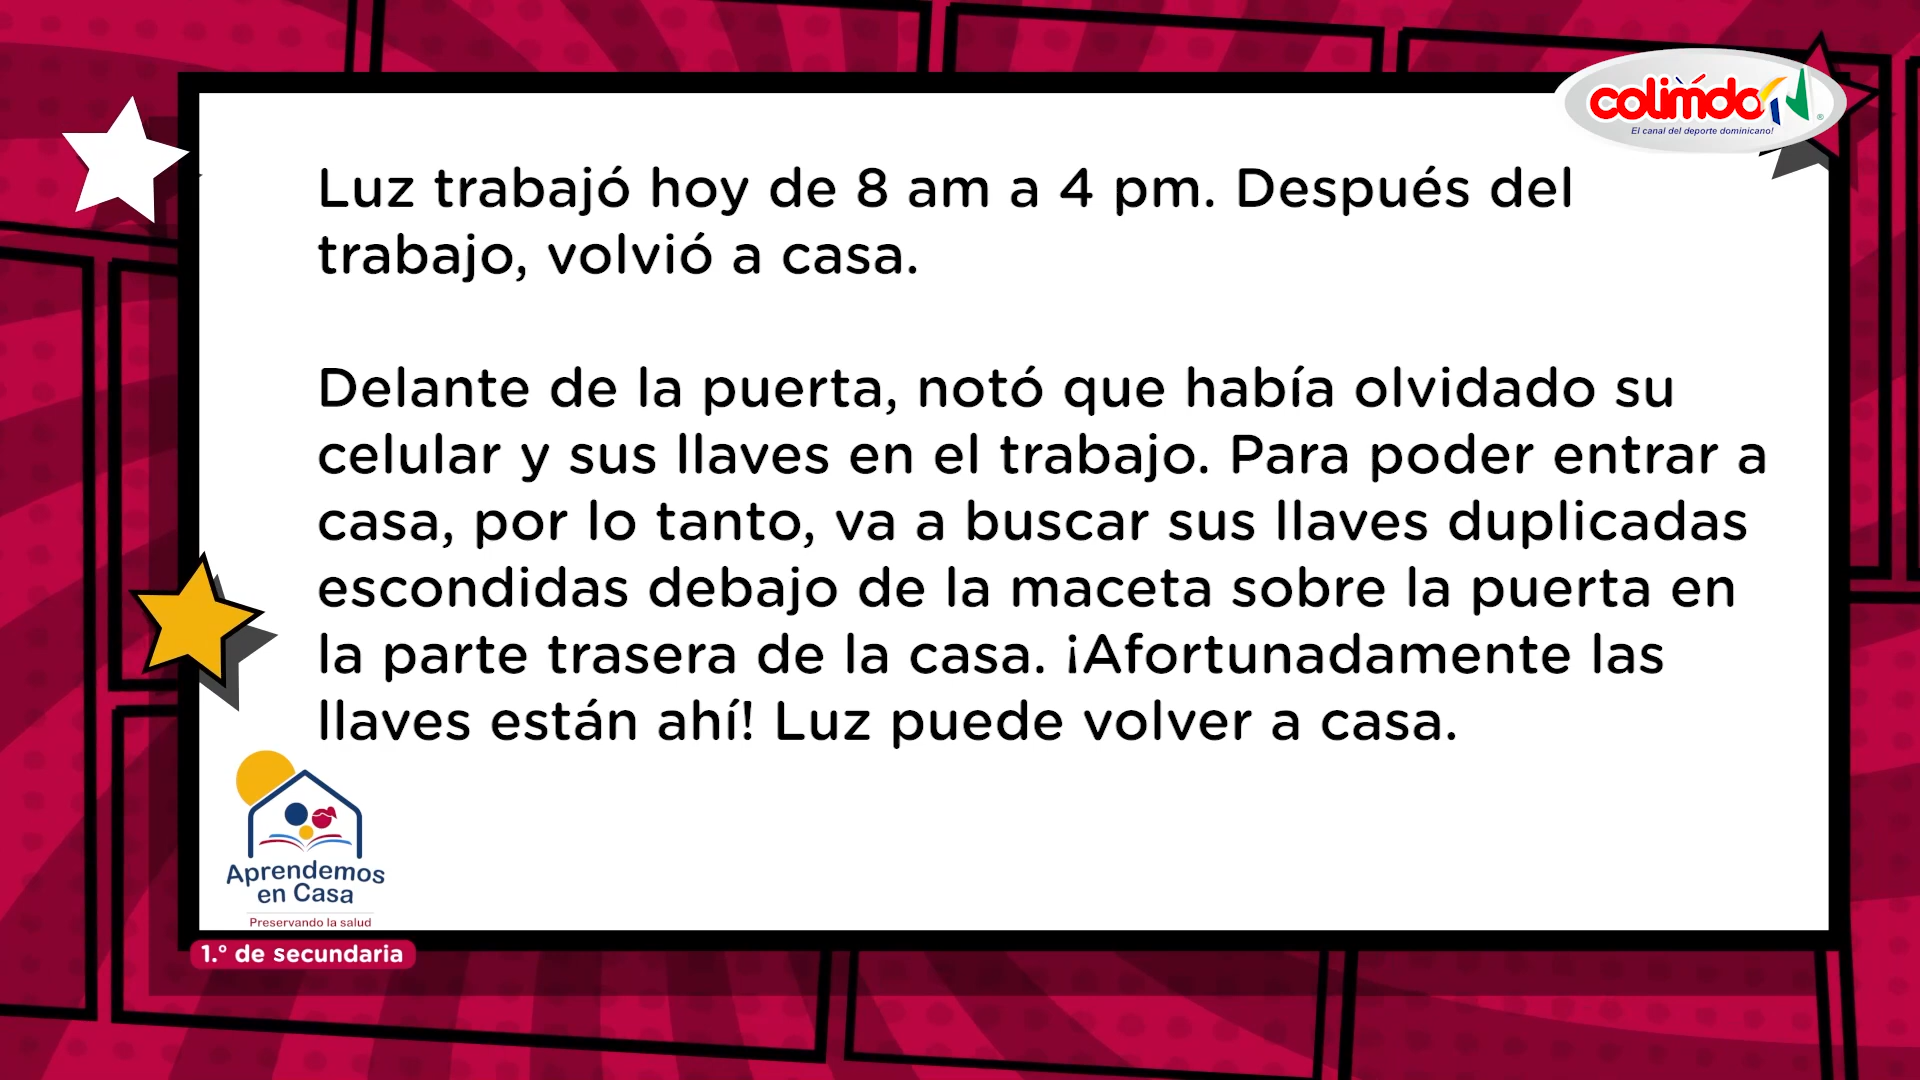 colimdo
El canal del deporte dominicano!
Luz trabajó hoy de 8 am a 4 pm. Después del
trabajo, volvió a casa.
Delante de la puerta, notó que había olvidado su
celular y sus llaves en el trabajo. Para poder entrar a
casa, por lo tanto, va a buscar sus llaves duplicadas
escondidas debajo de la maceta sobre la puerta en
la parte trasera de la casa. ¡Afortunadamente las
llaves están ahí! Luz puede volver a casa.
Aprendemos
en Casa
Preservando la salud
1.° de secundaria